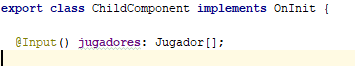 export class ChildComponent implements OnInit {
@Input() jugadores: Jugador[];